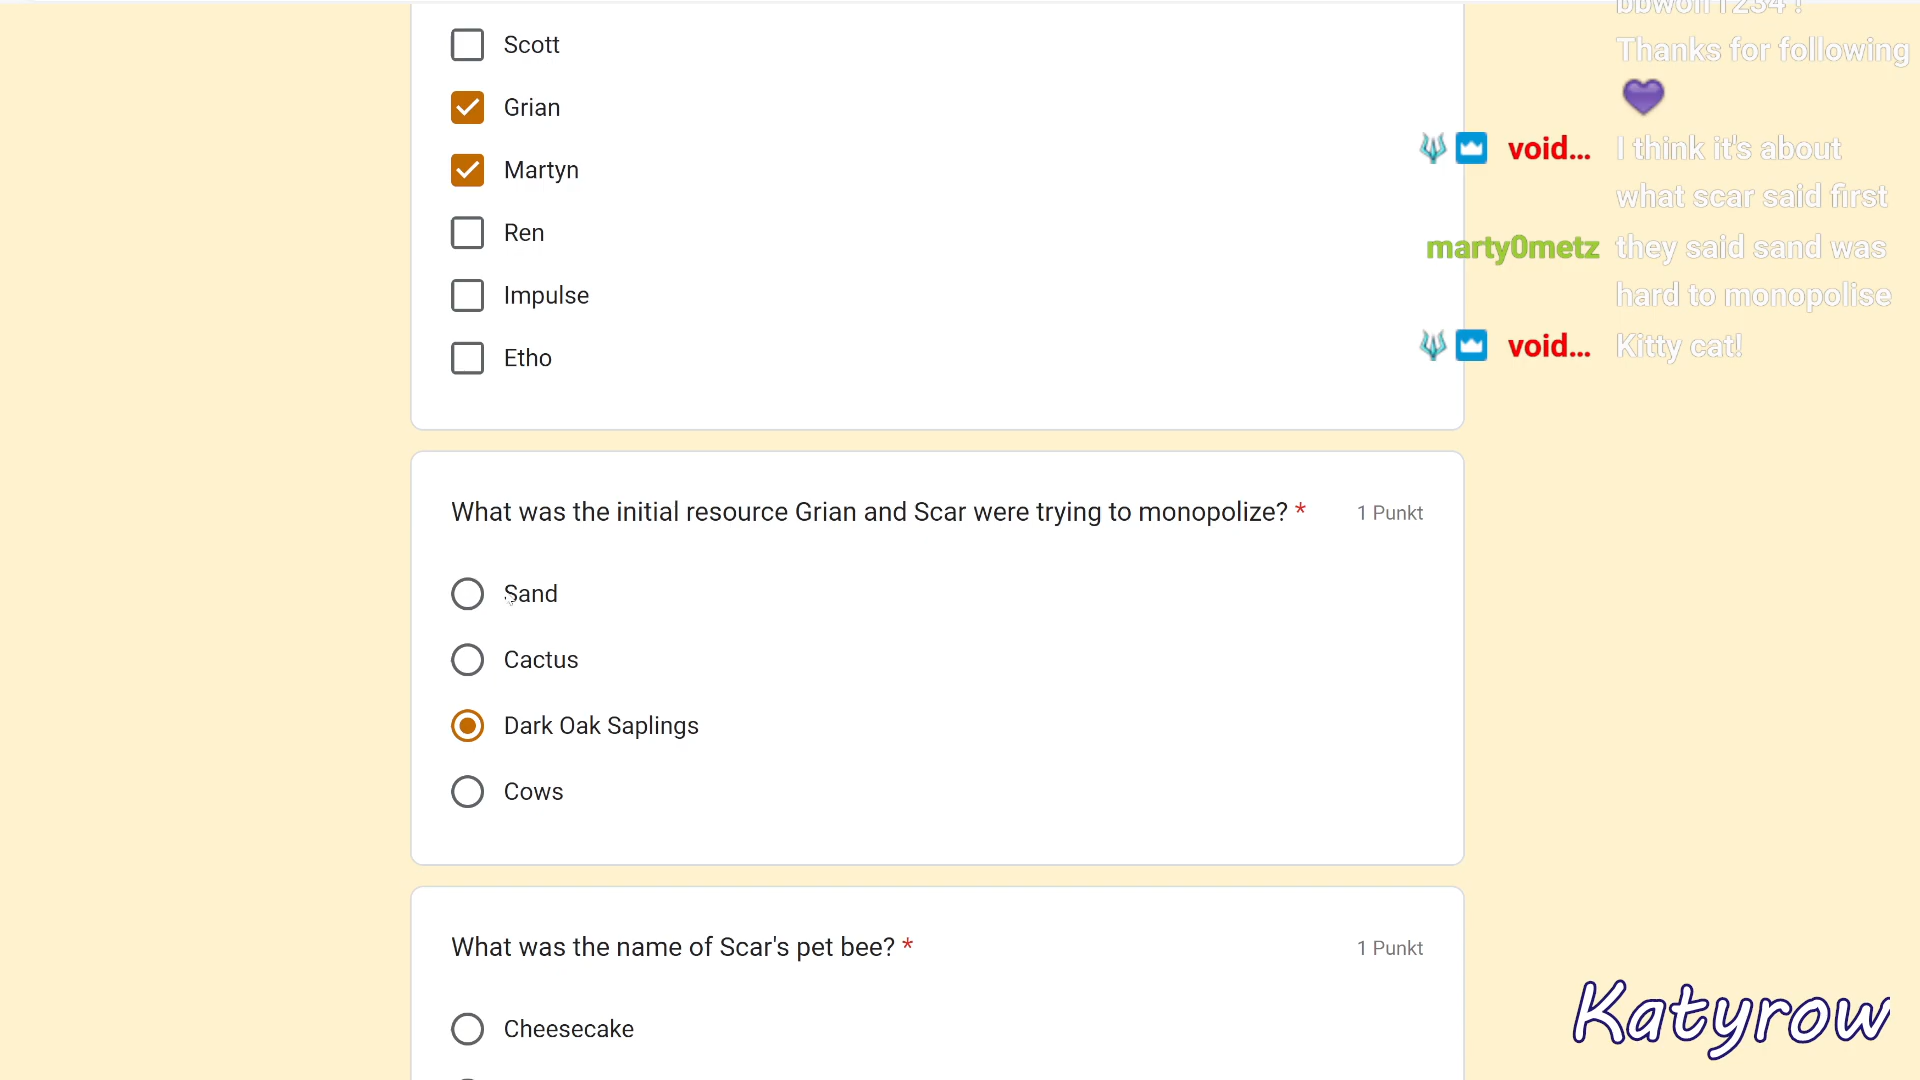 Scott
Grian
Martyn
Ren
Impulse
Etho
What was the initial resource Grian and Scar were trying to monopolize? *
1 Punkt
Sand
Cactus
Dark Oak Saplings
Cows
What was the name of Scar's pet bee? *
1 Punkt
Cheesecake
bbwolf1234 !
Thanks for following
void... I think it's about
what scar said first
marty0metz they said sand was
hard to monopolise
void... Kitty cat!
Katyrow